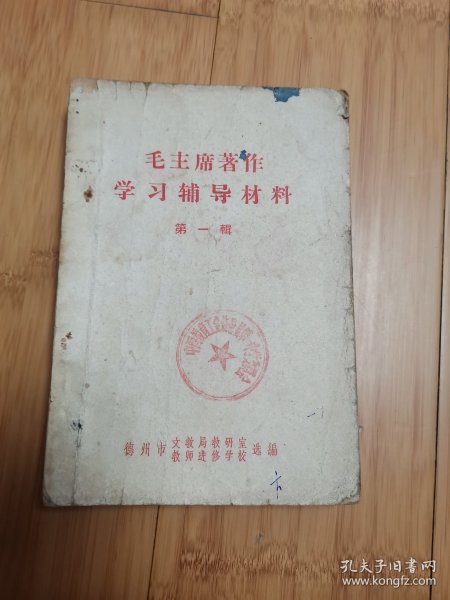 毛主席著作
学习辅导材料
第一輯
德州市文教局教研室选編
教师进修学校
孔夫子旧书网
www.kongfz.com